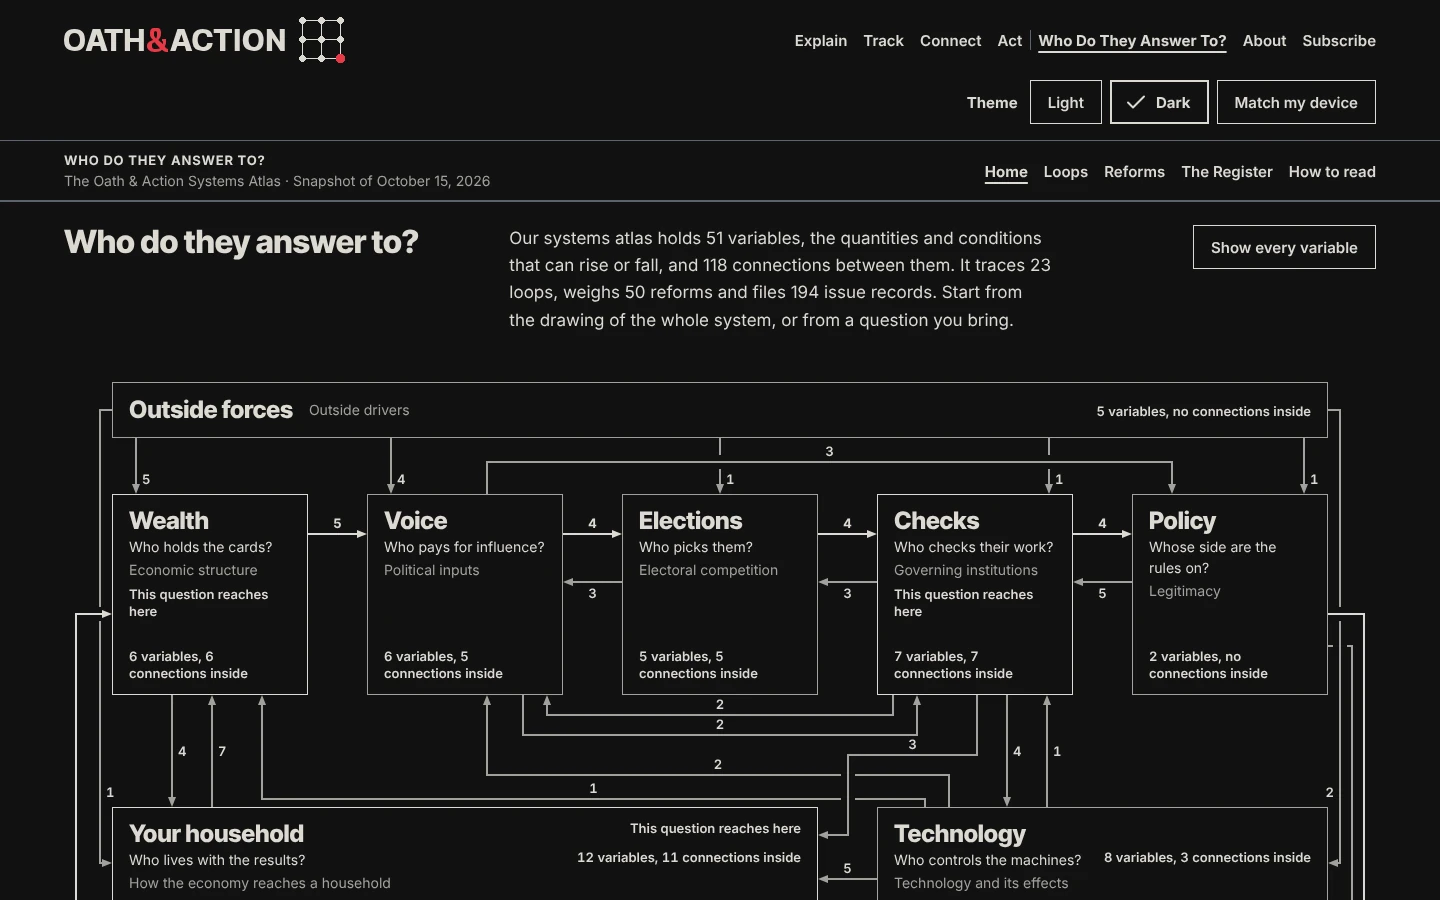 OATH&ACTION
Explain Track Connect Act Who Do They Answer To? About Subscribe
Theme Light Dark Match my device
WHO DO THEY ANSWER TO?
The Oath & Action Systems Atlas · Snapshot of October 15, 2026
Home Loops Reforms The Register How to read
Who do they answer to?
Our systems atlas holds 51 variables, the quantities and conditions
that can rise or fall, and 118 connections between them. It traces 23
loops, weighs 50 reforms and files 194 issue records. Start from
the drawing of the whole system, or from a question you bring.
Show every variable
Outside forces Outside drivers
5 variables, no connections inside
3
5
4
1
1
1
Wealth
Who holds the cards?
Economic structure
This question reaches
here
6 variables, 6
connections inside
5
Voice
Who pays for influence?
Political inputs
6 variables, 5
connections inside
4
3
Elections
Who picks them?
Electoral competition
5 variables, 5
connections inside
4
3
Checks
Who checks their work?
Governing institutions
This question reaches
here
7 variables, 7
connections inside
4
5
Policy
Whose side are the
rules on?
Legitimacy
2 variables, no
connections inside
2
2
3
4
7
4
1
2
1
1
2
Your household
Who lives with the results?
How the economy reaches a household
This question reaches here
12 variables, 11 connections inside
5
Technology
Who controls the machines?
Technology and its effects
8 variables, 3 connections inside